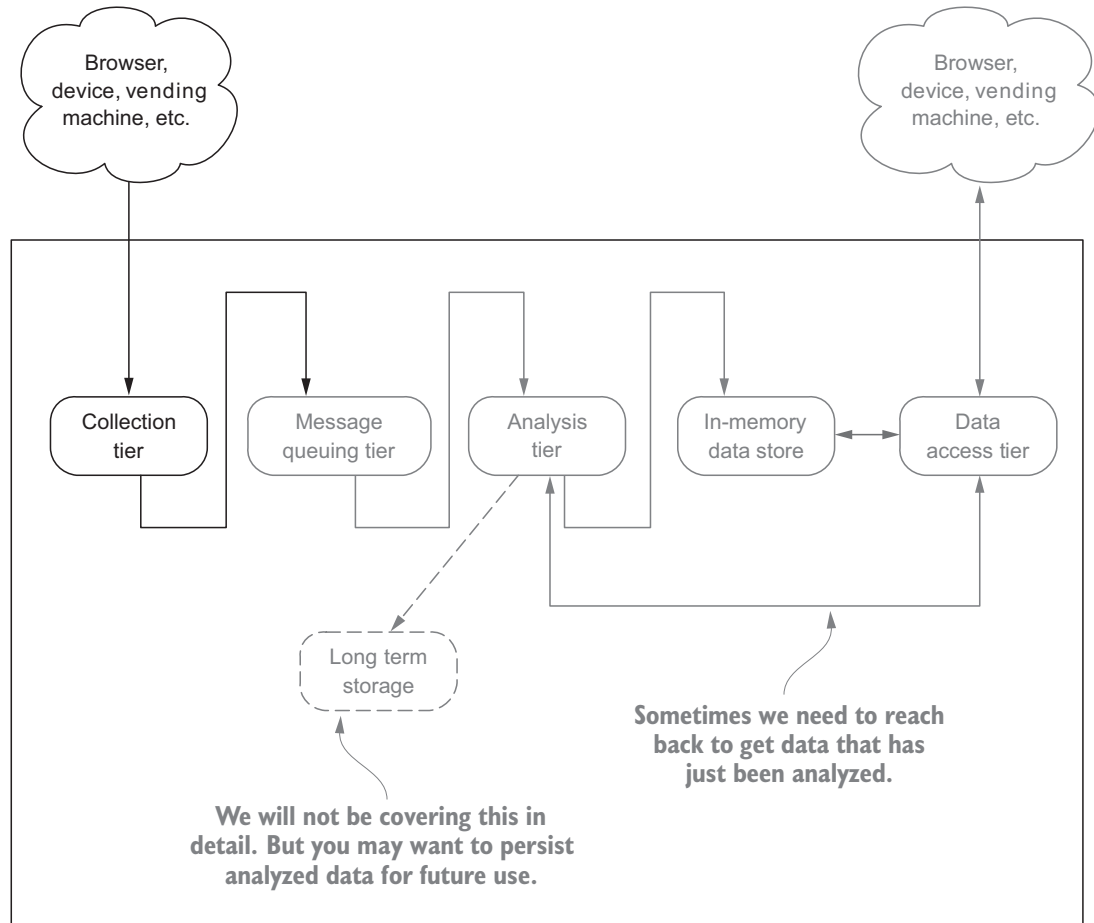 Browser,
device, vending
machine, etc.
Browser,
device, vending
machine, etc.
Collection
tier
Message
queuing tier
Analysis
tier
In-memory
data store
Data
access tier
Long term
storage
Sometimes we need to reach
back to get data that has
just been analyzed.
We will not be covering this in
detail. But you may want to persist
analyzed data for future use.